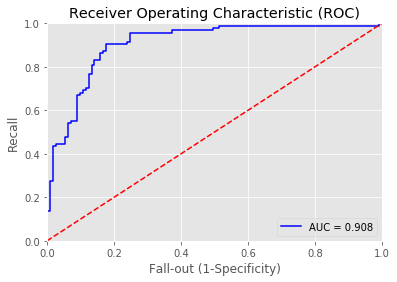 Receiver Operating Characteristic (ROC)
1.0
0.8
0.6
0.4
0.2
0.0
Recall
AUC = 0.908
0.0 0.2 0.4 0.6 0.8 1.0
Fall-out (1-Specificity)